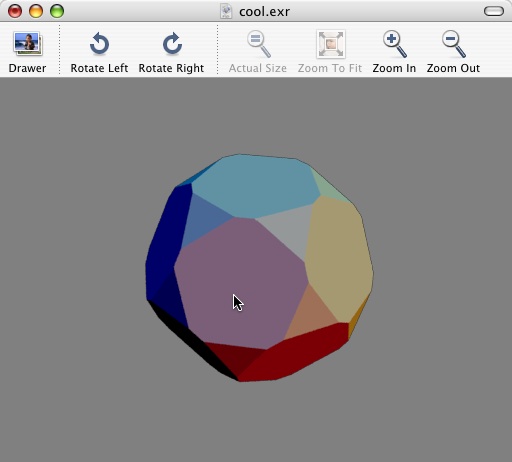 cool.exr
Drawer
Rotate Left
Rotate Right
Actual Size
Zoom To Fit
Zoom In
Zoom Out